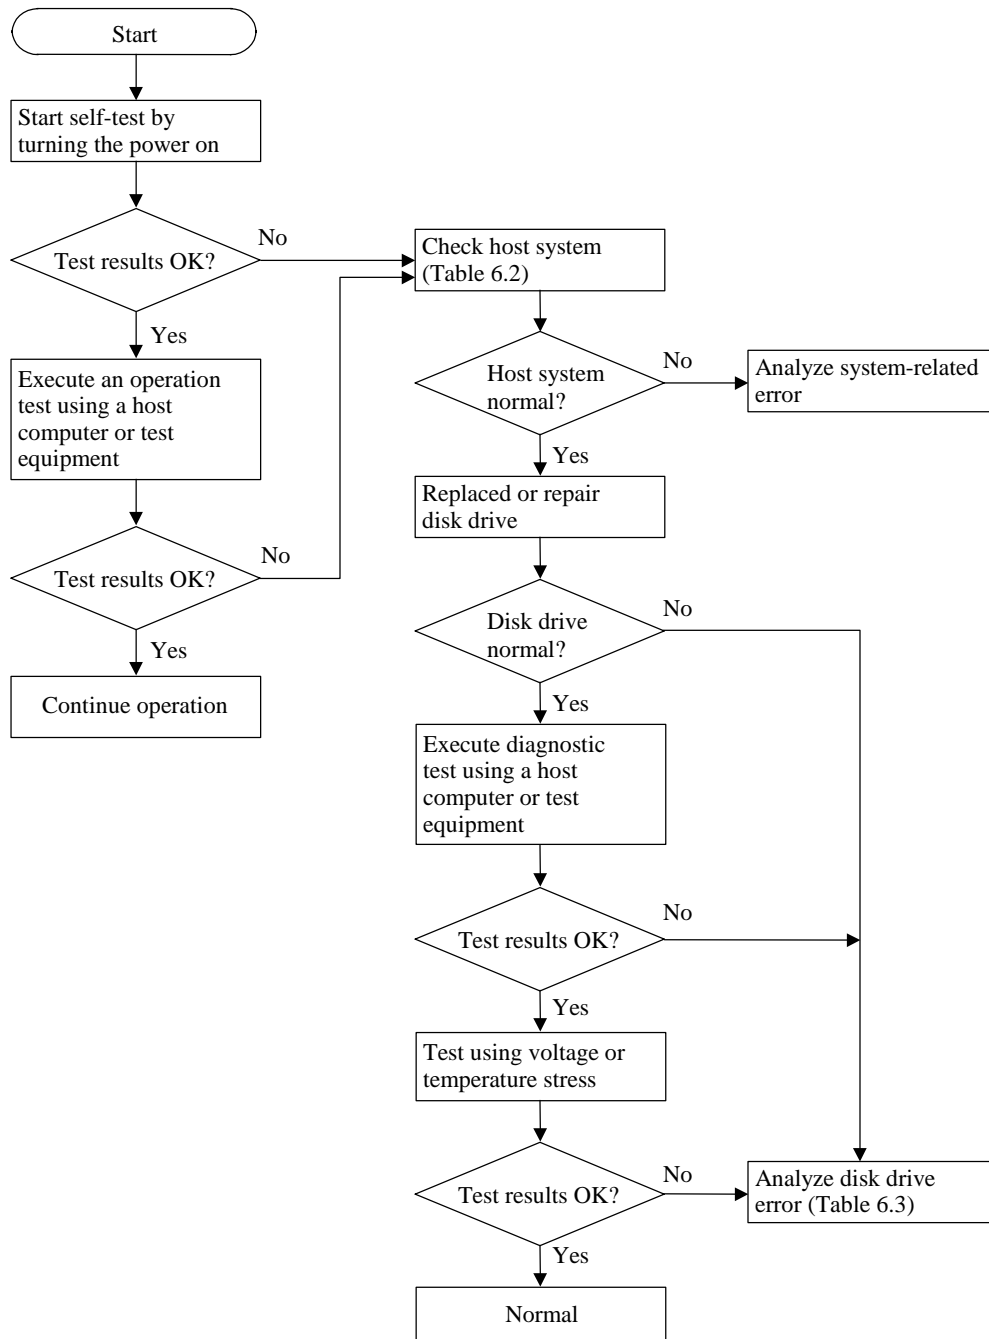 Start
Start self-test by
turning the power on
Test results OK?
No
Yes
Execute an operation
test using a host
computer or test
equipment
Test results OK?
No
Yes
Continue operation
Check host system
(Table 6.2)
Host system
normal?
No
Analyze system-related
error
Yes
Replaced or repair
disk drive
Disk drive
normal?
No
Yes
Execute diagnostic
test using a host
computer or test
equipment
Test results OK?
No
Yes
Test using voltage or
temperature stress
Test results OK?
No
Analyze disk drive
error (Table 6.3)
Yes
Normal